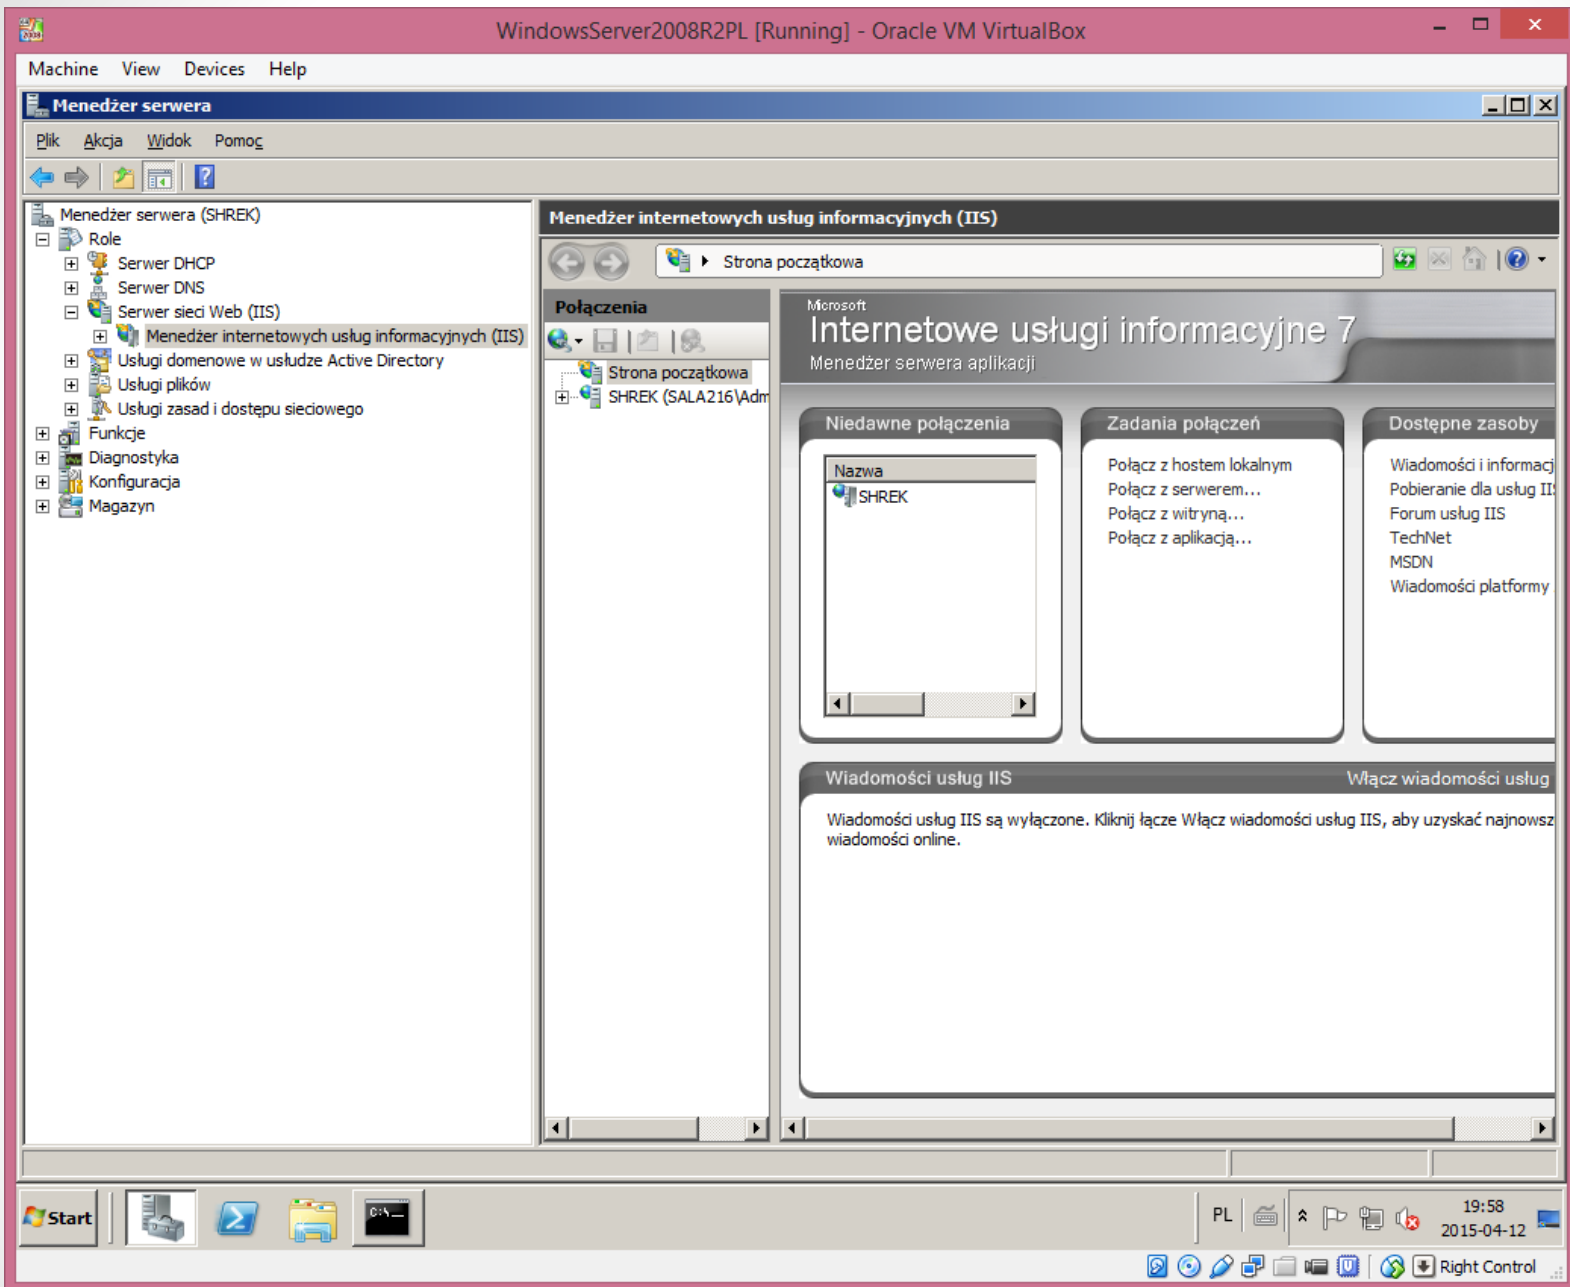 WindowsServer2008R2PL [Running] - Oracle VM VirtualBox
Machine View Devices Help
Menedżer serwera
Plik Akcja Widok Pomoc
Menedżer serwera (SHREK)
Role
Serwer DHCP
Serwer DNS
Serwer sieci Web (IIS)
Menedżer internetowych usług informacyjnych (IIS)
Usługi domenowe w usłudze Active Directory
Usługi plików
Usługi zasad i dostępu sieciowego
Funkcje
Diagnostyka
Konfiguracja
Magazyn
Menedżer internetowych usług informacyjnych (IIS)
Strona początkowa
Połączenia
Strona początkowa
SHREK (SALA216\Adm
Microsoft
Internetowe usługi informacyjne 7
Menedżer serwera aplikacji
Niedawne połączenia
Nazwa
SHREK
Zadania połączeń
Połącz z hostem lokalnym
Połącz z serwerem...
Połącz z witryną...
Połącz z aplikacją...
Dostępne zasoby
Wiadomości i informacj
Pobieranie dla usług IIS
Forum usług IIS
TechNet
MSDN
Wiadomości platformy
Wiadomości usług IIS
Włącz wiadomości usług
Wiadomości usług IIS są wyłączone. Kliknij łącze Włącz wiadomości usług IIS, aby uzyskać najnowsz
wiadomości online.
Start
C:\
PL
19:58
2015-04-12
Right Control